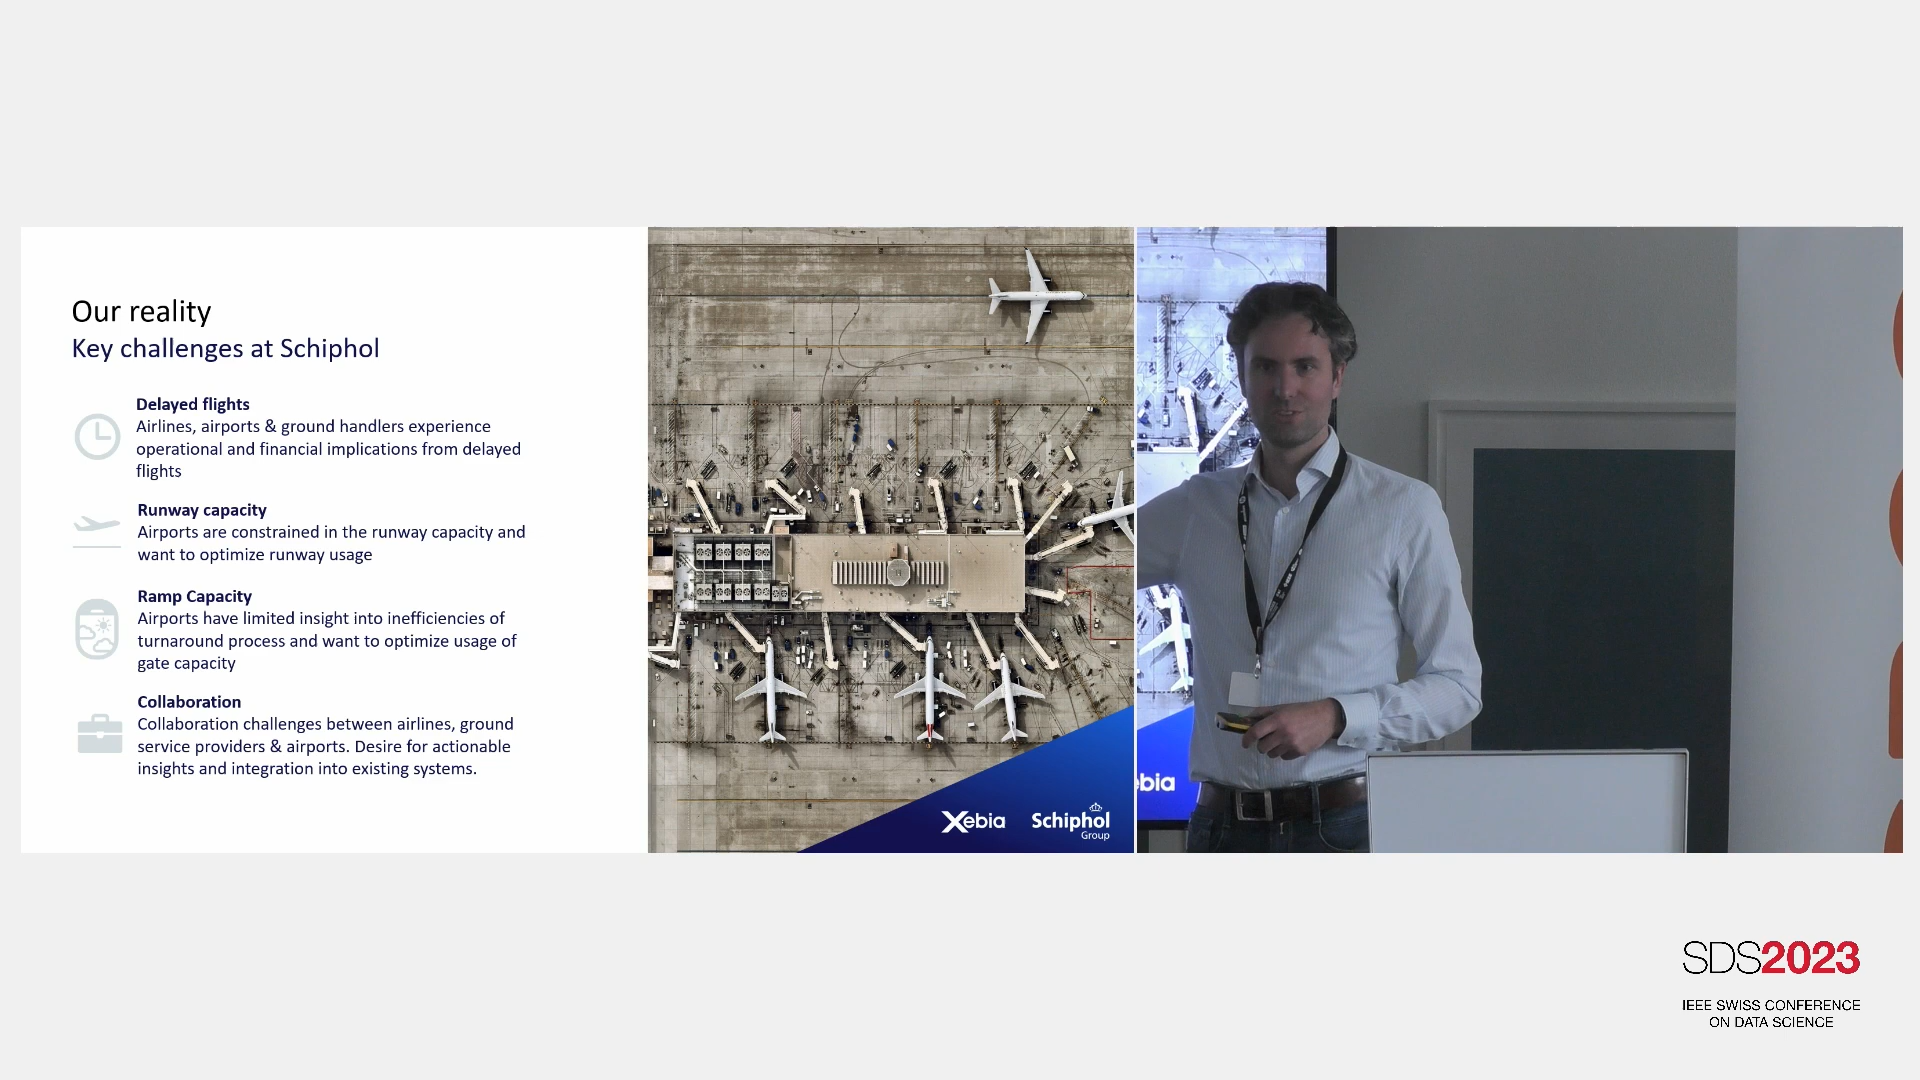 Our reality
Key challenges at Schiphol
Delayed flights
Airlines, airports & ground handlers experience
operational and financial implications from delayed
flights
Runway capacity
Airports are constrained in the runway capacity and
want to optimize runway usage
Ramp Capacity
Airports have limited insight into inefficiencies of
turnaround process and want to optimize usage of
gate capacity
Collaboration
Collaboration challenges between airlines, ground
service providers & airports. Desire for actionable
insights and integration into existing systems.
Xebia
Schiphol
Group
ebia
SDS2023
IEEE SWISS CONFERENCE
ON DATA SCIENCE